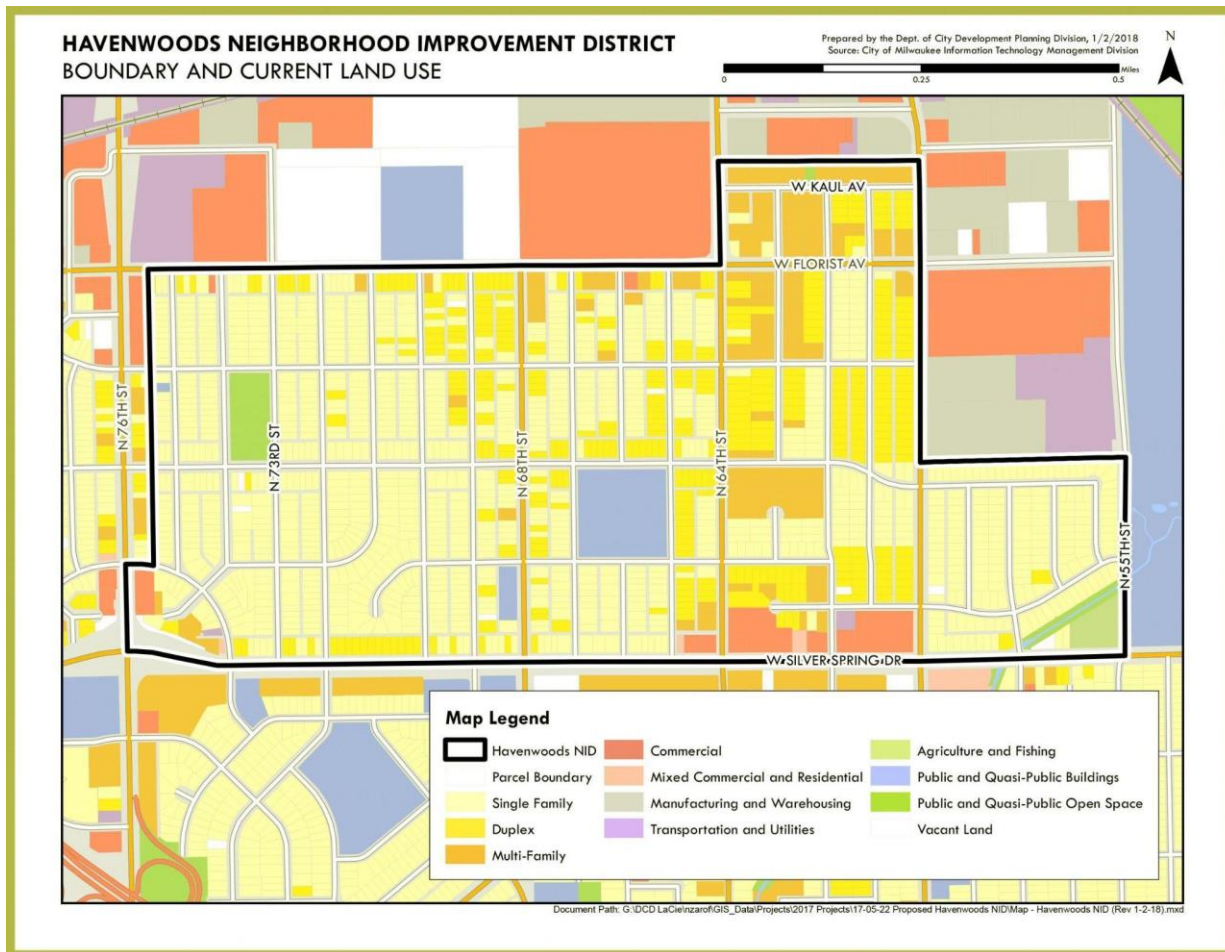 HAVENWOODS NEIGHBORHOOD IMPROVEMENT DISTRICT
BOUNDARY AND CURRENT LAND USE
Prepared by the Dept. of City Development Planning Division, 1/2/2018
Source: City of Milwaukee Information Technology Management Division
N
Miles
0 0.25 0.5
W KAUL AV
W FLORIST AV
N 76TH ST
N 73RD ST
N 68TH ST
N 64TH ST
N 55TH ST
W SILVER SPRING DR
Map Legend
Havenwoods NID
Parcel Boundary
Single Family
Duplex
Multi-Family
Commercial
Mixed Commercial and Residential
Manufacturing and Warehousing
Transportation and Utilities
Agriculture and Fishing
Public and Quasi-Public Buildings
Public and Quasi-Public Open Space
Vacant Land
Document Path: G:\DCD LaCie\nzarof\GIS_Data\Projects\2017 Projects\17-05-22 Proposed Havenwoods NID\Map - Havenwoods NID (Rev 1-2-18).mxd